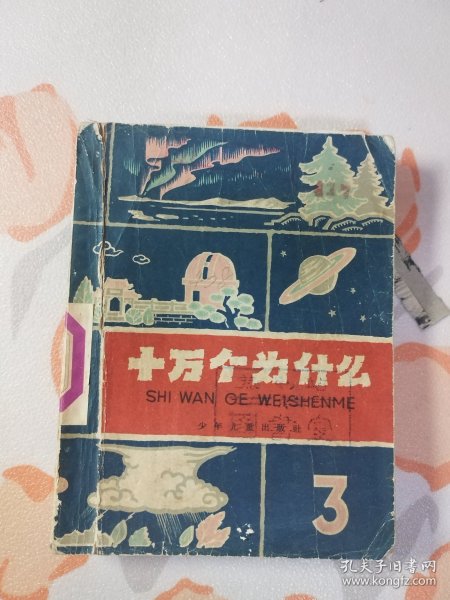 十万个为什么
SHI WAN GE WEISHENME
少年儿童出版社
3
孔夫子旧书网
www.kongfz.com